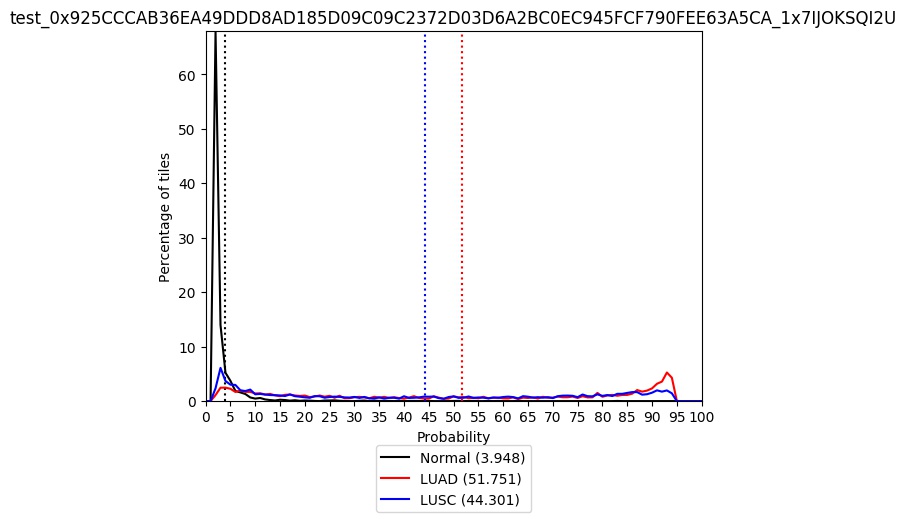 test_0x925CCCAB36EA49DDD8AD185D09C09C2372D03D6A2BC0EC945FCF790FEE63A5CA_1x7IJOKSQI2U
60
50
40
30
20
10
0
Percentage of tiles
0 5 10 15 20 25 30 35 40 45 50 55 60 65 70 75 80 85 90 95 100
Probability
Normal (3.948)
LUAD (51.751)
LUSC (44.301)